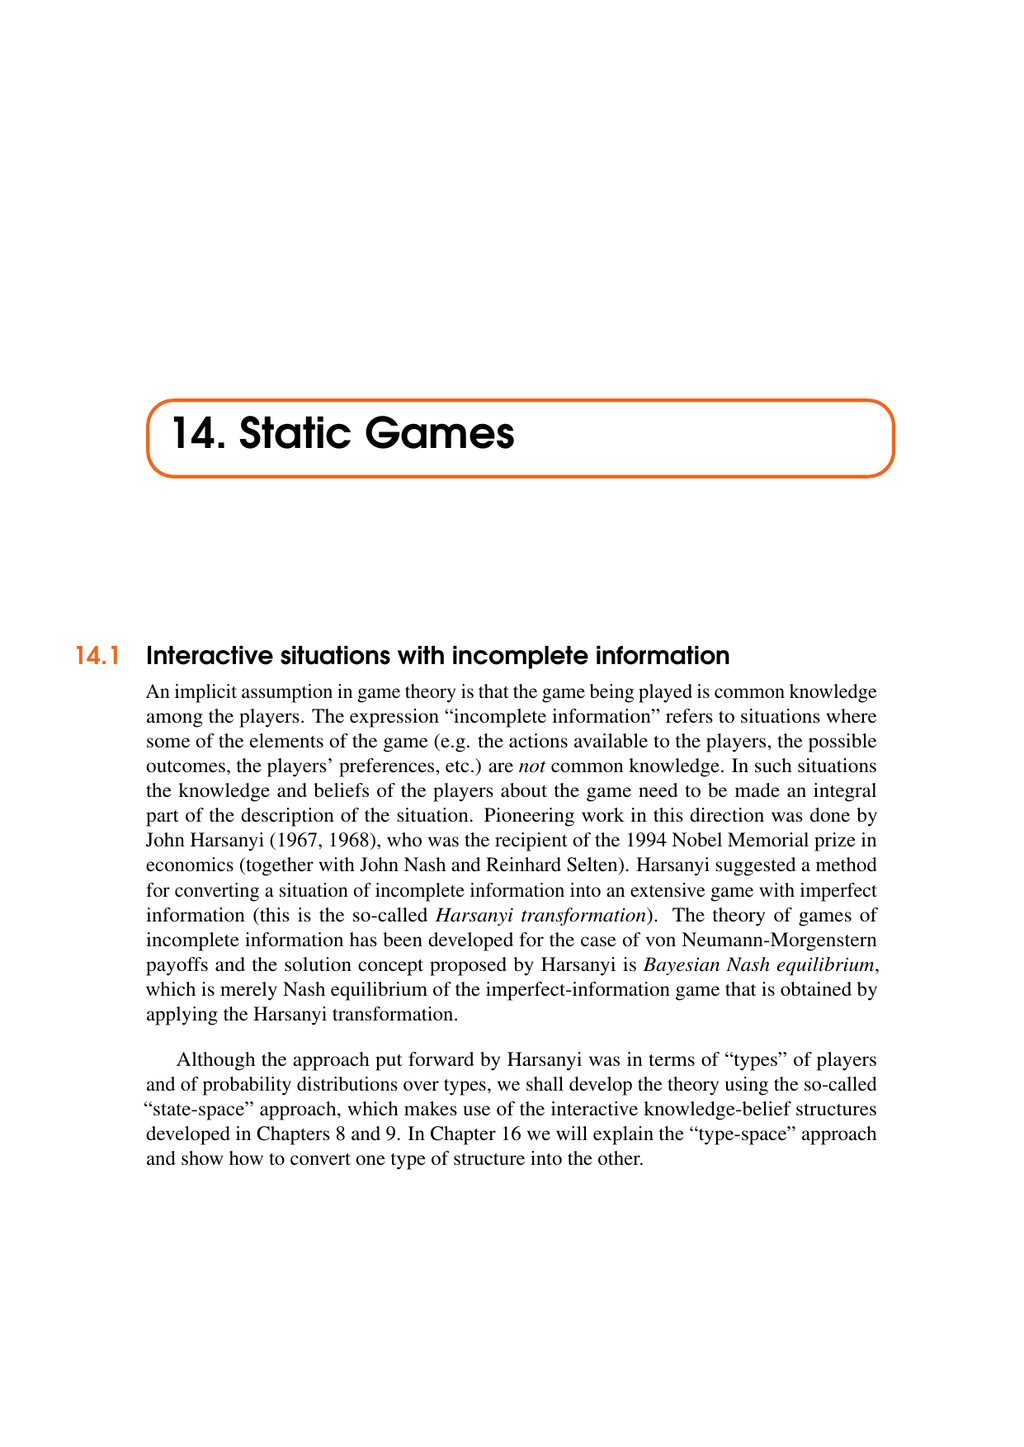 14. Static Games
14.1 Interactive situations with incomplete information
An implicit assumption in game theory is that the game being played is common knowledge
among the players. The expression “incomplete information” refers to situations where
some of the elements of the game (e.g. the actions available to the players, the possible
outcomes, the players’ preferences, etc.) are not common knowledge. In such situations
the knowledge and beliefs of the players about the game need to be made an integral
part of the description of the situation. Pioneering work in this direction was done by
John Harsanyi (1967, 1968), who was the recipient of the 1994 Nobel Memorial prize in
economics (together with John Nash and Reinhard Selten). Harsanyi suggested a method
for converting a situation of incomplete information into an extensive game with imperfect
information (this is the so-called Harsanyi transformation). The theory of games of
incomplete information has been developed for the case of von Neumann-Morgenstern
payoffs and the solution concept proposed by Harsanyi is Bayesian Nash equilibrium,
which is merely Nash equilibrium of the imperfect-information game that is obtained by
applying the Harsanyi transformation.
Although the approach put forward by Harsanyi was in terms of “types” of players
and of probability distributions over types, we shall develop the theory using the so-called
“state-space” approach, which makes use of the interactive knowledge-belief structures
developed in Chapters 8 and 9. In Chapter 16 we will explain the “type-space” approach
and show how to convert one type of structure into the other.